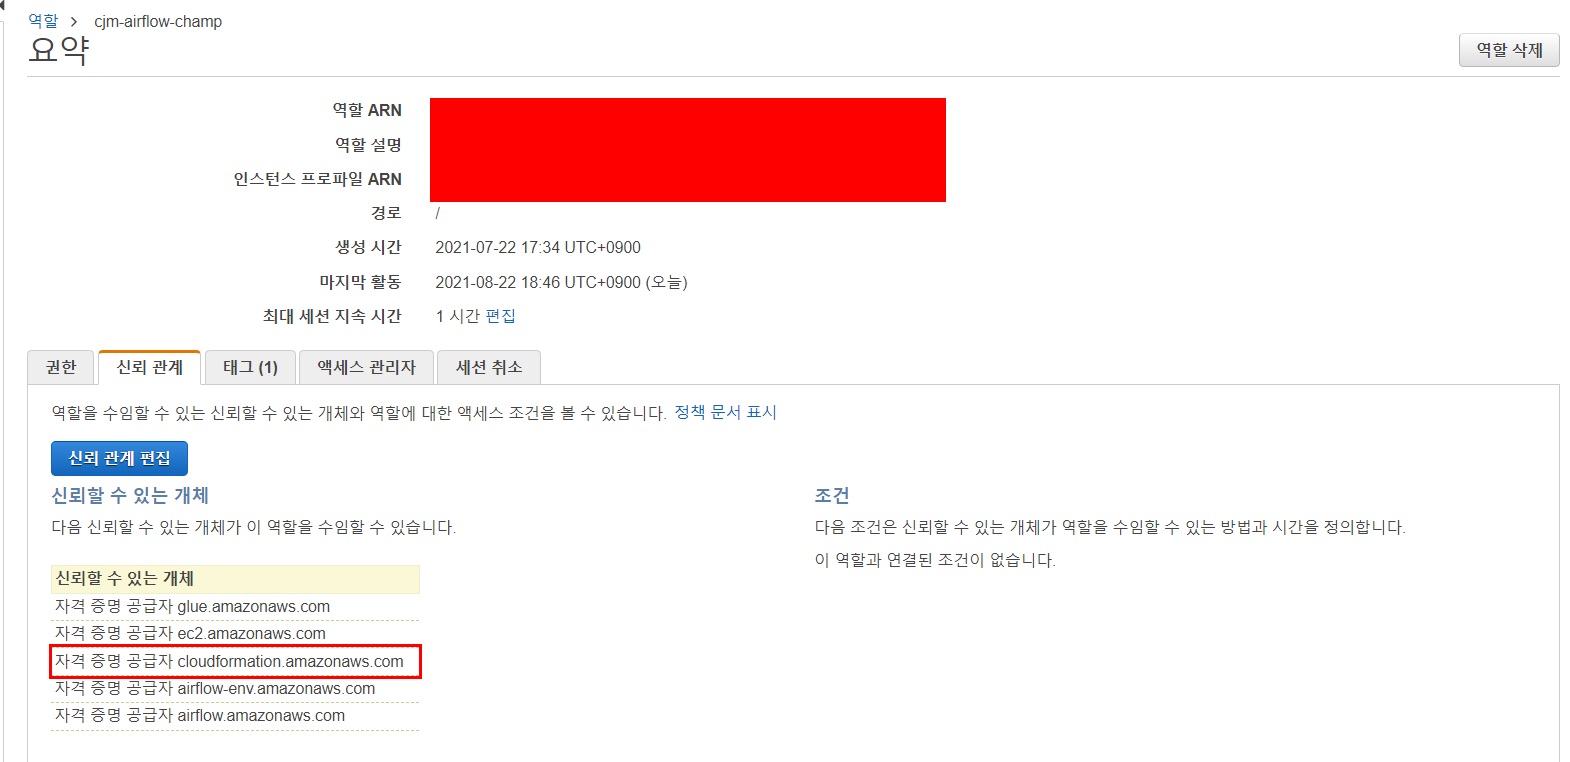 역할 > cjm-airflow-champ
요약
역할 삭제
역할 ARN
역할 설명
인스턴스 프로파일 ARN
경로 /
생성 시간 2021-07-22 17:34 UTC+0900
마지막 활동 2021-08-22 18:46 UTC+0900 (오늘)
최대 세션 지속 시간 1 시간 편집
권한 신뢰 관계 태그 (1) 액세스 관리자 세션 취소
역할을 수임할 수 있는 신뢰할 수 있는 개체와 역할에 대한 액세스 조건을 볼 수 있습니다. 정책 문서 표시
신뢰 관계 편집
신뢰할 수 있는 개체
다음 신뢰할 수 있는 개체가 이 역할을 수임할 수 있습니다.
신뢰할 수 있는 개체
자격 증명 공급자 glue.amazonaws.com
자격 증명 공급자 ec2.amazonaws.com
자격 증명 공급자 cloudformation.amazonaws.com
자격 증명 공급자 airflow-env.amazonaws.com
자격 증명 공급자 airflow.amazonaws.com
조건
다음 조건은 신뢰할 수 있는 개체가 역할을 수임할 수 있는 방법과 시간을 정의합니다.
이 역할과 연결된 조건이 없습니다.